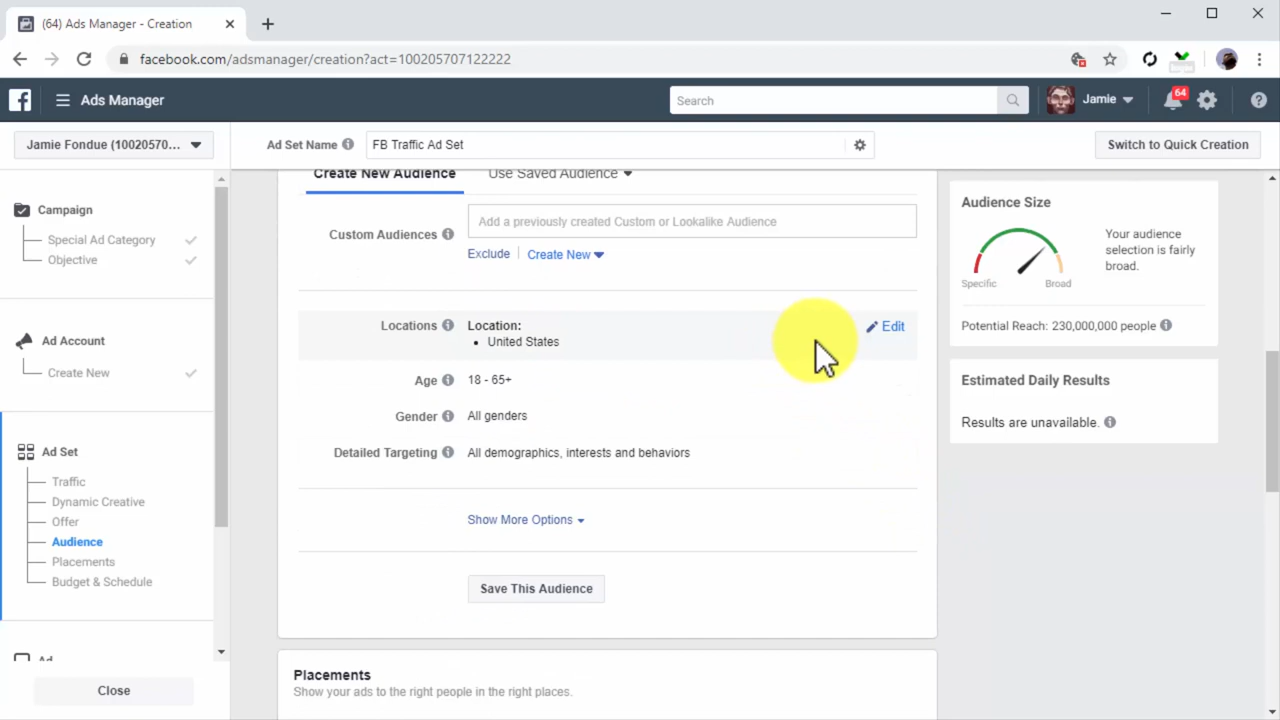 (64) Ads Manager - Creation
facebook.com/adsmanager/creation?act=100205707122222
Ads Manager
Search
Jamie
64
Jamie Fondue (10020570...
Ad Set Name
FB Traffic Ad Set
Switch to Quick Creation
Campaign
Special Ad Category
Objective
Ad Account
Create New
Ad Set
Traffic
Dynamic Creative
Offer
Audience
Placements
Budget & Schedule
Ad
Close
Create New Audience
Use Saved Audience
Custom Audiences
Add a previously created Custom or Lookalike Audience
Exclude
Create New
Locations
Location:
United States
Edit
Age
18 - 65+
Gender
All genders
Detailed Targeting
All demographics, interests and behaviors
Show More Options
Save This Audience
Placements
Show your ads to the right people in the right places.
Audience Size
Specific
Broad
Your audience
selection is fairly
broad.
Potential Reach: 230,000,000 people
Estimated Daily Results
Results are unavailable.